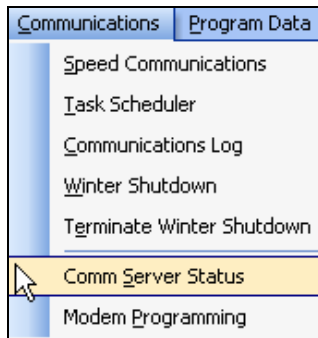 Communications Program Data
Speed Communications
Task Scheduler
Communications Log
Winter Shutdown
Terminate Winter Shutdown
Comm Server Status
Modem Programming